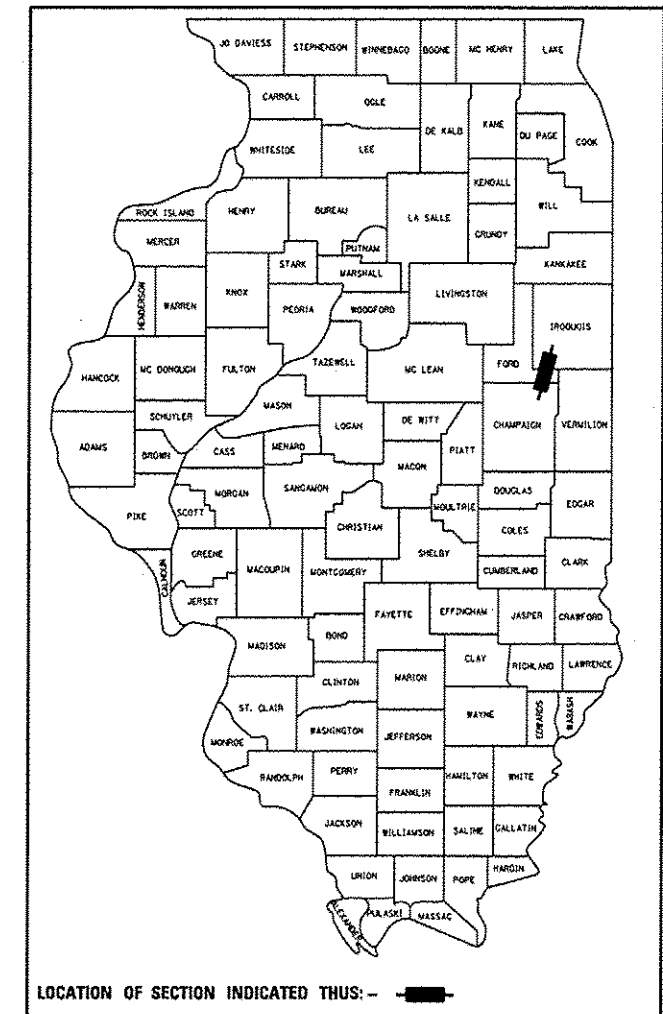 JO DAVIESS STEPHENSON WINNEBAGO BOONE MC HENRY LAKE
CARROLL OGLE DE KALB KANE DU PAGE COOK
WHITESIDE LEE
KENDALL
ROCK ISLAND HENRY BUREAU LA SALLE GRUNDY WILL
MERCER PUTNAM
STARK MARSHALL KANKAKEE
HENDERSON WARREN KNOX PEORIA WOODFORD LIVINGSTON IROQUOIS
HANCOCK MC DONOUGH FULTON TAZEWELL MC LEAN FORD
SCHUYLER MASON LOGAN DE WITT CHAMPAIGN VERMILION
ADAMS BROWN CASS MENARD MACON PIATT
PIKE SCOTT MORGAN SANGAMON CHRISTIAN MOULTRIE DOUGLAS EDGAR
COLES
GREENE MACOUPIN MONTGOMERY SHELBY CUMBERLAND CLARK
CALHOUN JERSEY
FAYETTE EFFINGHAM JASPER CRAWFORD
MADISON BOND
CLAY RICHLAND LAWRENCE
CLINTON MARION
ST. CLAIR WAYNE EDWARDS WABASH
WASHINGTON JEFFERSON
MONROE
RANDOLPH PERRY HAMILTON WHITE
FRANKLIN
JACKSON WILLIAMSON SALINE GALLATIN
UNION JOHNSON POPE HARDIN
ALEXANDER PULASKI MASSAC
LOCATION OF SECTION INDICATED THUS: -